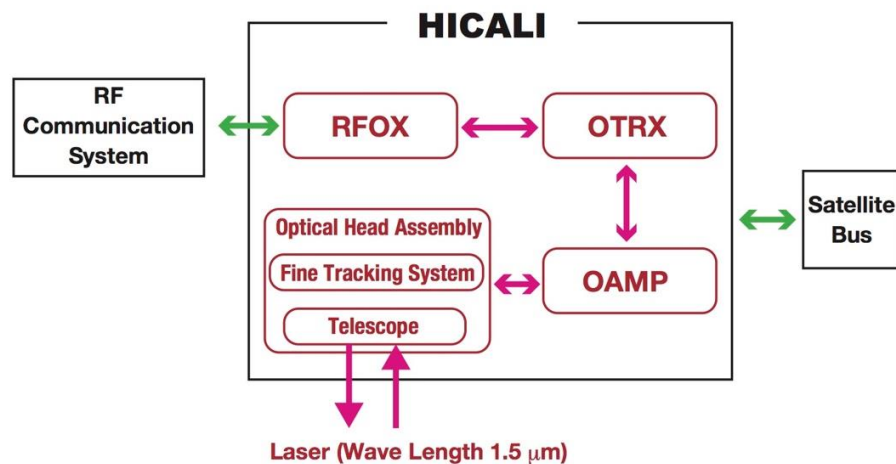 HICALI
RF
Communication
System
RFOX
OTRX
Optical Head Assembly
Fine Tracking System
Telescope
OAMP
Satellite
Bus
Laser (Wave Length 1.5 μm)